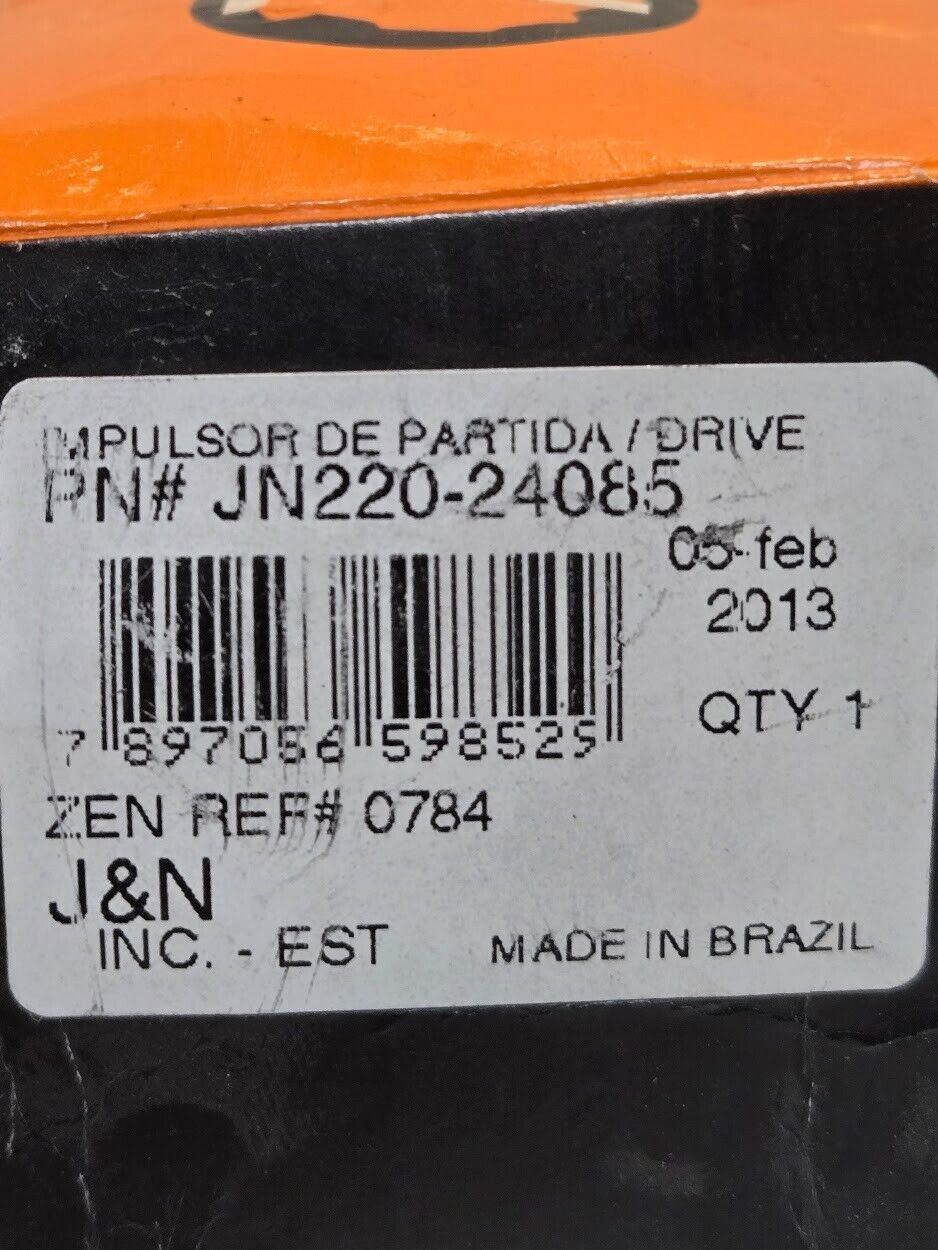 IMPULSOR DE PARTIDA / DRIVE
PN# JN220-24085
05-feb
2013
QTY 1
7 897056 598529
ZEN REF# 0784
J&N
INC. - EST
MADE IN BRAZIL